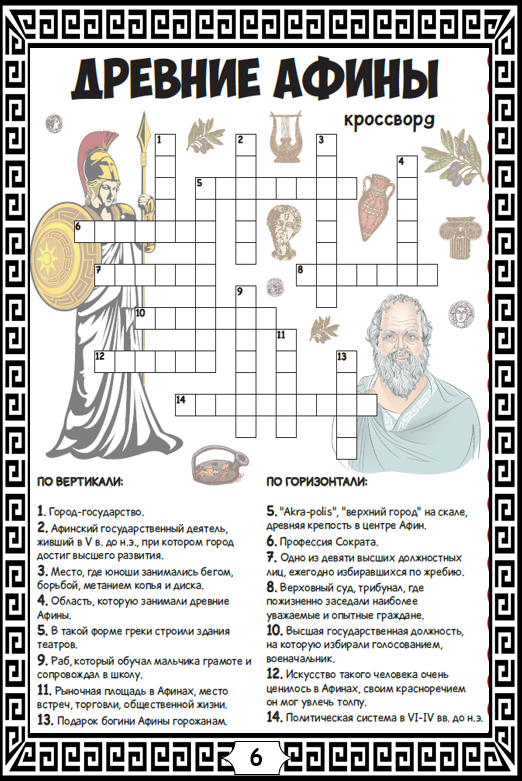 ДРЕВНИЕ АФИНЫ
кроссворд
1
2
3
4
5
6
7
8
9
10
11
12
13
14
ПО ВЕРТИКАЛИ:
1. Город-государство.
2. Афинский государственный деятель,
живший в V в. до н.э., при котором город
достиг высшего развития.
3. Место, где юноши занимались бегом,
борьбой, метанием копья и диска.
4. Область, которую занимали древние
Афины.
5. В такой форме греки строили здания
театров.
9. Раб, который обучал мальчика грамоте и
сопровождал в школу.
11. Рыночная площадь в Афинах, место
встреч, торговли, общественной жизни.
13. Подарок богини Афины горожанам.
ПО ГОРИЗОНТАЛИ:
5. "Akra-polis", "верхний город" на скале,
древняя крепость в центре Афин.
6. Профессия Сократа.
7. Одно из девяти высших должностных
лиц, ежегодно избиравшихся по жребию.
8. Верховный суд, трибунал, где
пожизненно заседали наиболее
уважаемые и опытные граждане.
10. Высшая государственная должность,
на которую избирали голосованием,
военачальник.
12. Искусство такого человека очень
ценилось в Афинах, своим красноречием
он мог увлечь толпу.
14. Политическая система в VI-IV вв. до н.э.
6